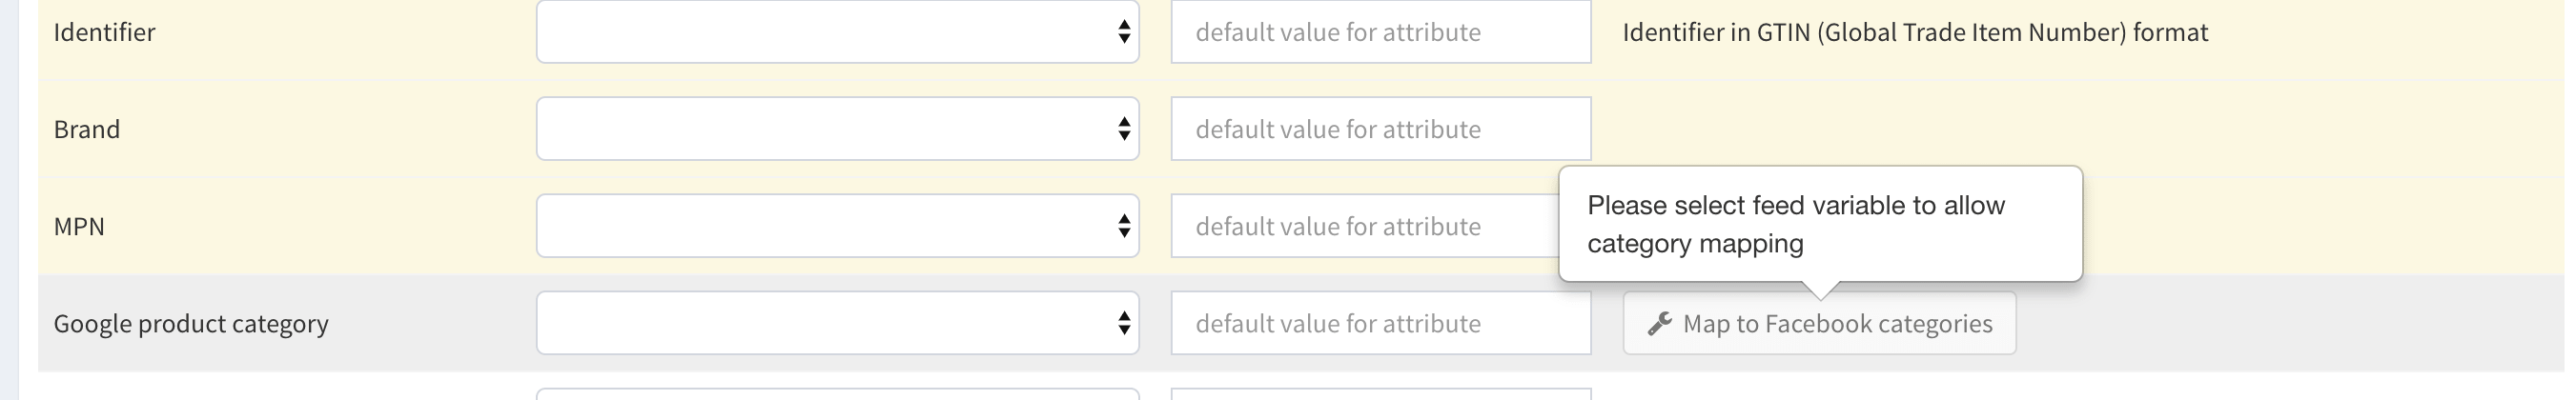 Identifier
default value for attribute
Identifier in GTIN (Global Trade Item Number) format
Brand
default value for attribute
MPN
default value for attribute
Please select feed variable to allow
category mapping
Google product category
default value for attribute
Map to Facebook categories